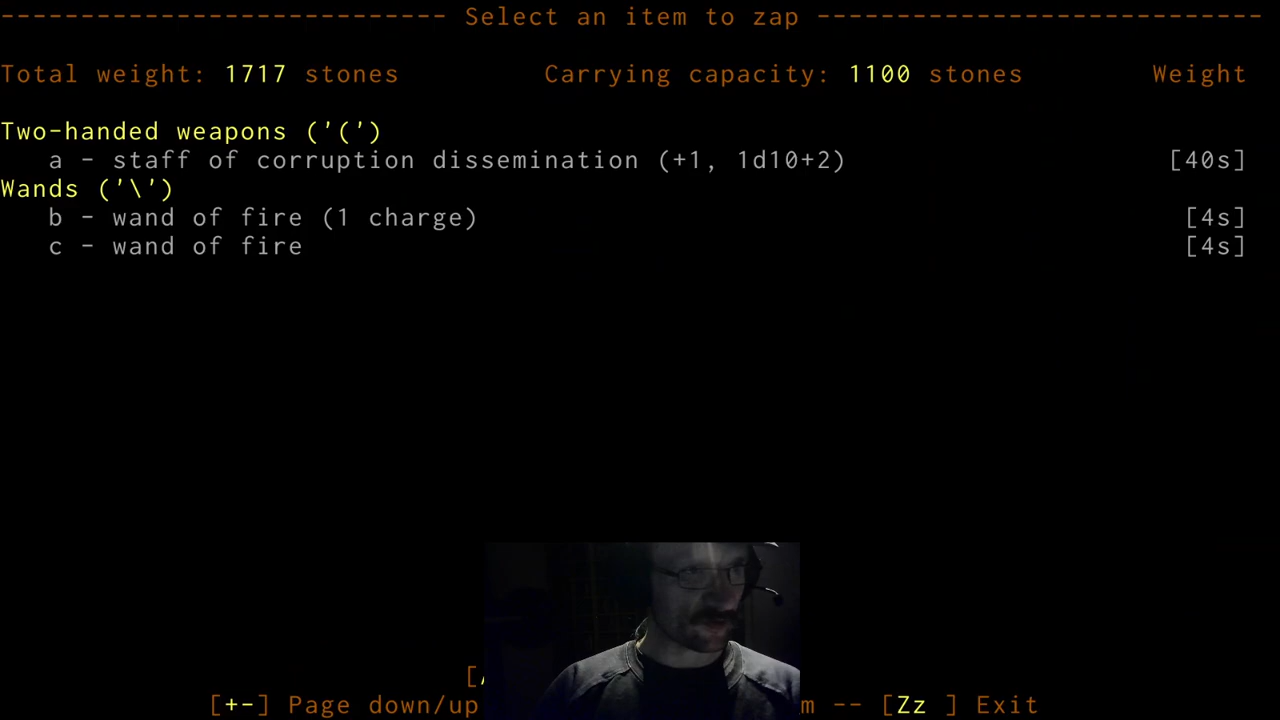 ---------------------------- Select an item to zap ----------------------------
Total weight: 1717 stones Carrying capacity: 1100 stones Weight
Two-handed weapons ('(')
a - staff of corruption dissemination (+1, 1d10+2) [40s]
Wands ('\')
b - wand of fire (1 charge) [4s]
c - wand of fire [4s]
[
[+-] Page down/up m -- [Zz ] Exit